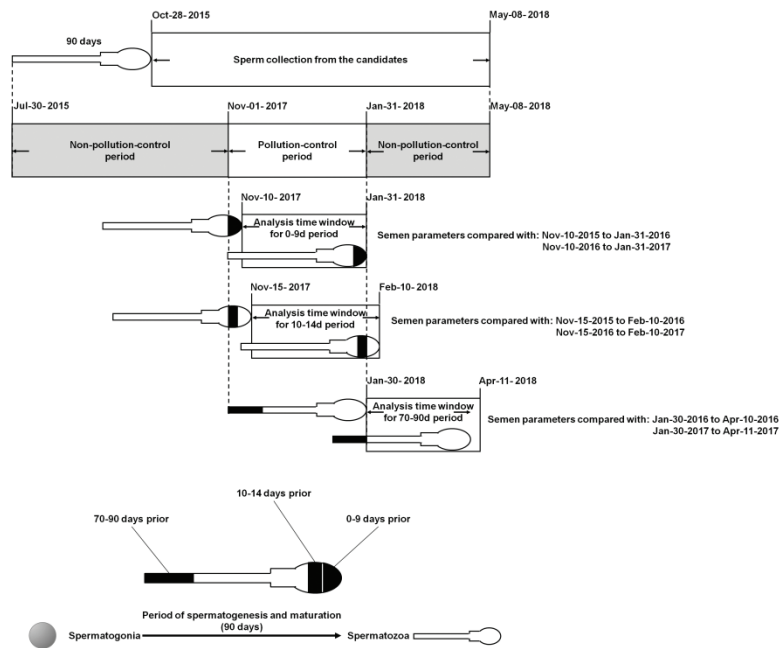 Oct-28- 2015
May-08- 2018
90 days
Sperm collection from the candidates
Jul-30- 2015
Nov-01- 2017
Jan-31- 2018
May-08- 2018
Non-pollution-control
period
Pollution-control
period
Non-pollution-control
period
Nov-10- 2017
Jan-31- 2018
Analysis time window
for 0-9d period
Semen parameters compared with: Nov-10-2015 to Jan-31-2016
Nov-10-2016 to Jan-31-2017
Nov-15- 2017
Feb-10- 2018
Analysis time window
for 10-14d period
Semen parameters compared with: Nov-15-2015 to Feb-10-2016
Nov-15-2016 to Feb-10-2017
Jan-30- 2018
Apr-11- 2018
Analysis time window
for 70-90d period
Semen parameters compared with: Jan-30-2016 to Apr-10-2016
Jan-30-2017 to Apr-11-2017
10-14 days prior
70-90 days prior
0-9 days prior
Period of spermatogenesis and maturation
(90 days)
Spermatogonia
Spermatozoa